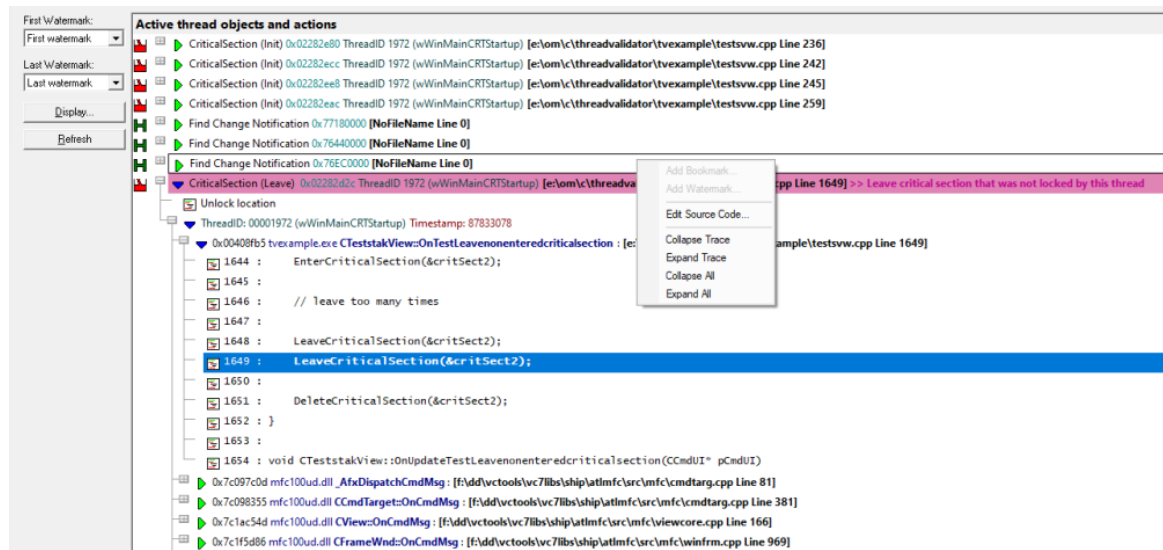 First Watermark:
First watermark
Last Watermark:
Last watermark
Display...
Refresh
Active thread objects and actions
CriticalSection (Init) 0x02282e80 ThreadID 1972 (wWinMainCRTStartup) [e:\om\c\threadvalidator\tvexample\testsvw.cpp Line 236]
CriticalSection (Init) 0x02282ecc ThreadID 1972 (wWinMainCRTStartup) [e:\om\c\threadvalidator\tvexample\testsvw.cpp Line 242]
CriticalSection (Init) 0x02282ee8 ThreadID 1972 (wWinMainCRTStartup) [e:\om\c\threadvalidator\tvexample\testsvw.cpp Line 245]
CriticalSection (Init) 0x02282eac ThreadID 1972 (wWinMainCRTStartup) [e:\om\c\threadvalidator\tvexample\testsvw.cpp Line 259]
Find Change Notification 0x77180000 [NoFileName Line 0]
Find Change Notification 0x76440000 [NoFileName Line 0]
Find Change Notification 0x76EC0000 [NoFileName Line 0]
CriticalSection (Leave) 0x02282d2c ThreadID 1972 (wWinMainCRTStartup) [e:\om\c\threadva cpp Line 1649] >> Leave critical section that was not locked by this thread
Unlock location
ThreadID: 00001972 (wWinMainCRTStartup) Timestamp: 87833078
0x00408fb5 tvexample.exe CTeststakView::OnTestLeavenonenteredcriticalsection : [e: ample\testsvw.cpp Line 1649]
1644 : EnterCriticalSection(&critSect2);
1645 :
1646 : // leave too many times
1647 :
1648 : LeaveCriticalSection(&critSect2);
1649 : LeaveCriticalSection(&critSect2);
1650 :
1651 : DeleteCriticalSection(&critSect2);
1652 : }
1653 :
1654 : void CTeststakView::OnUpdateTestLeavenonenteredcriticalsection(CCmdUI* pCmdUI)
0x7c097c0d mfc100ud.dll _AfxDispatchCmdMsg : [f:\dd\vctools\vc7libs\ship\atlmfc\src\mfc\cmdtarg.cpp Line 81]
0x7c098355 mfc100ud.dll CCmdTarget::OnCmdMsg : [f:\dd\vctools\vc7libs\ship\atlmfc\src\mfc\cmdtarg.cpp Line 381]
0x7c1ac54d mfc100ud.dll CView::OnCmdMsg : [f:\dd\vctools\vc7libs\ship\atlmfc\src\mfc\viewcore.cpp Line 166]
0x7c1f5d86 mfc100ud.dll CFrameWnd::OnCmdMsg : [f:\dd\vctools\vc7libs\ship\atlmfc\src\mfc\winfrm.cpp Line 969]
Add Bookmark...
Add Watermark...
Edit Source Code...
Collapse Trace
Expand Trace
Collapse All
Expand All